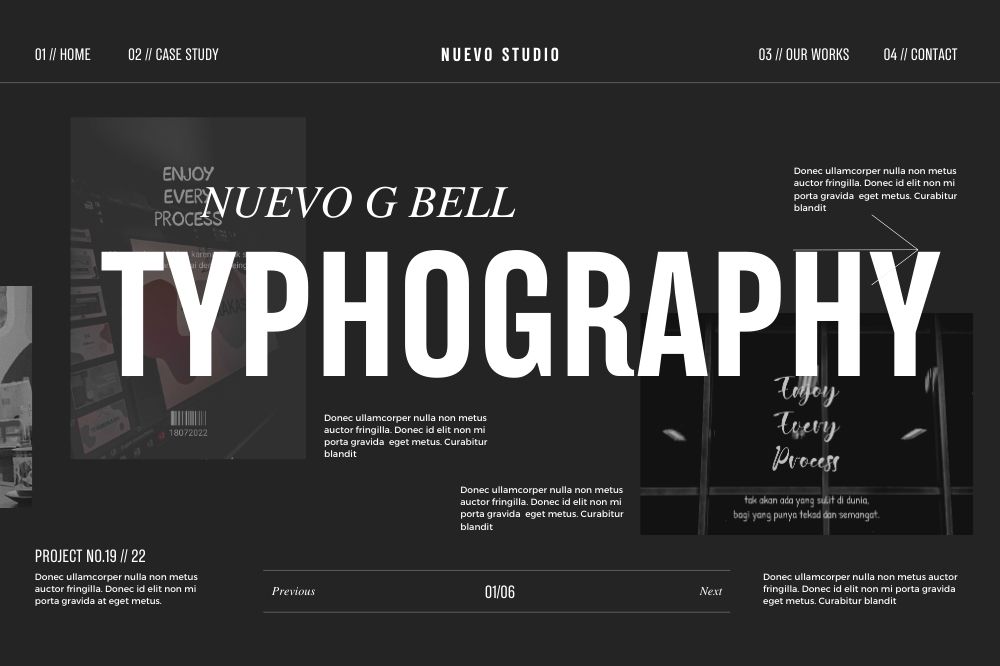 01 // HOME
02 // CASE STUDY
NUEVO STUDIO
03 // OUR WORKS
04 // CONTACT
ENJOY
EVERY
PROCESS
NUEVO G BELL
TYPHOGRAPHY
Donec ullamcorper nulla non metus
auctor fringilla. Donec id elit non mi
porta gravida eget metus. Curabitur
blandit
18072022
Donec ullamcorper nulla non metus
auctor fringilla. Donec id elit non mi
porta gravida eget metus. Curabitur
blandit
Enjoy
Every
Process
tak akan ada yang sulit di dunia,
bagi yang punya tekad dan semangat.
Donec ullamcorper nulla non metus
auctor fringilla. Donec id elit non mi
porta gravida eget metus. Curabitur
blandit
PROJECT NO.19 // 22
Donec ullamcorper nulla non metus
auctor fringilla. Donec id elit non mi
porta gravida at eget metus.
Previous
01/06
Next
Donec ullamcorper nulla non metus auctor
fringilla. Donec id elit non mi porta gravida
eget metus. Curabitur blandit